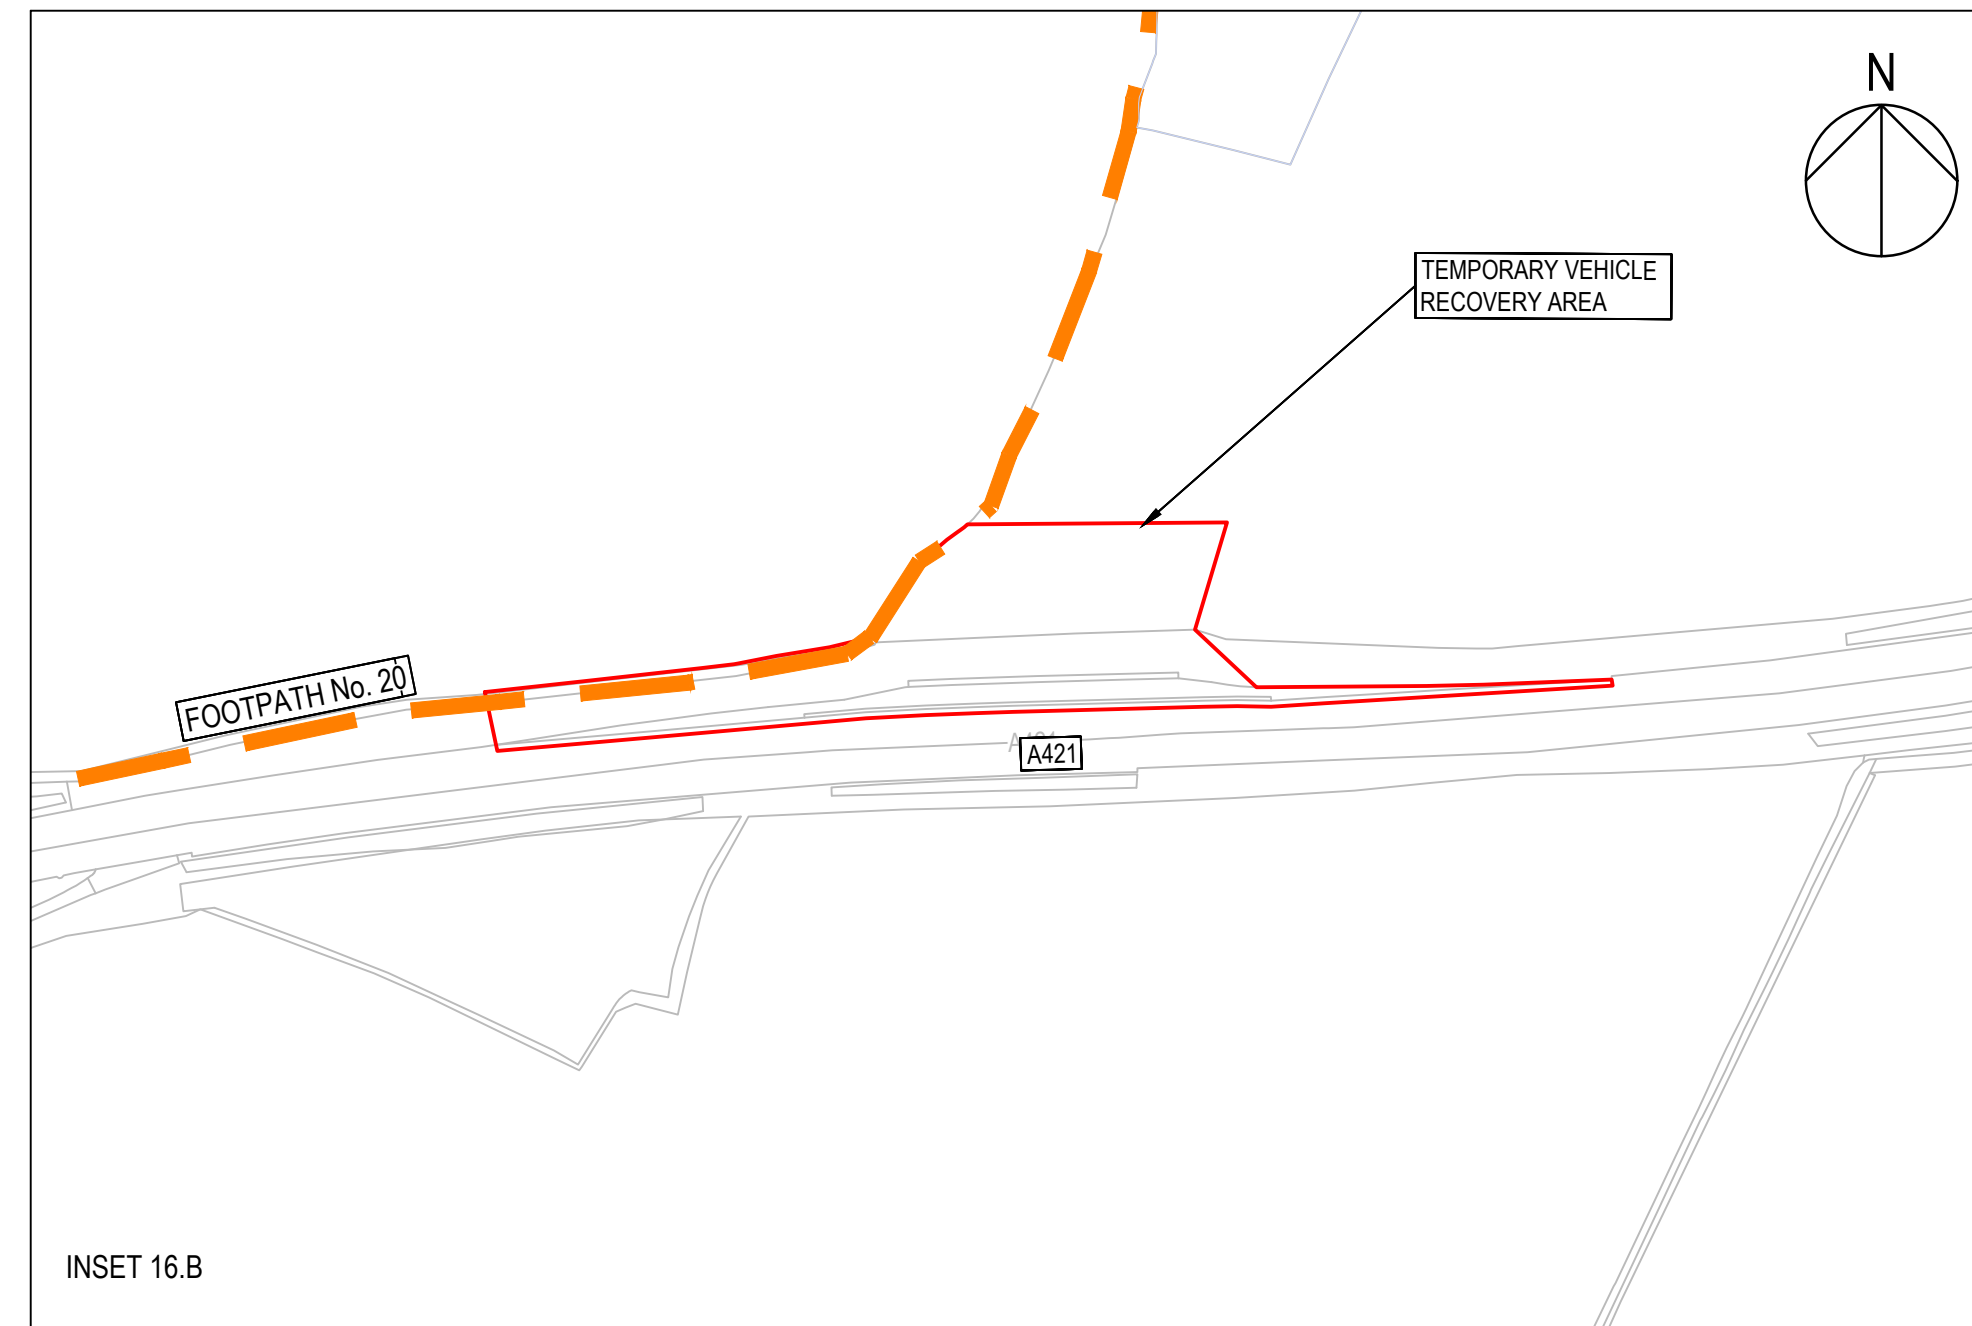 N
TEMPORARY VEHICLE
RECOVERY AREA
FOOTPATH No. 20
A421
INSET 16.B